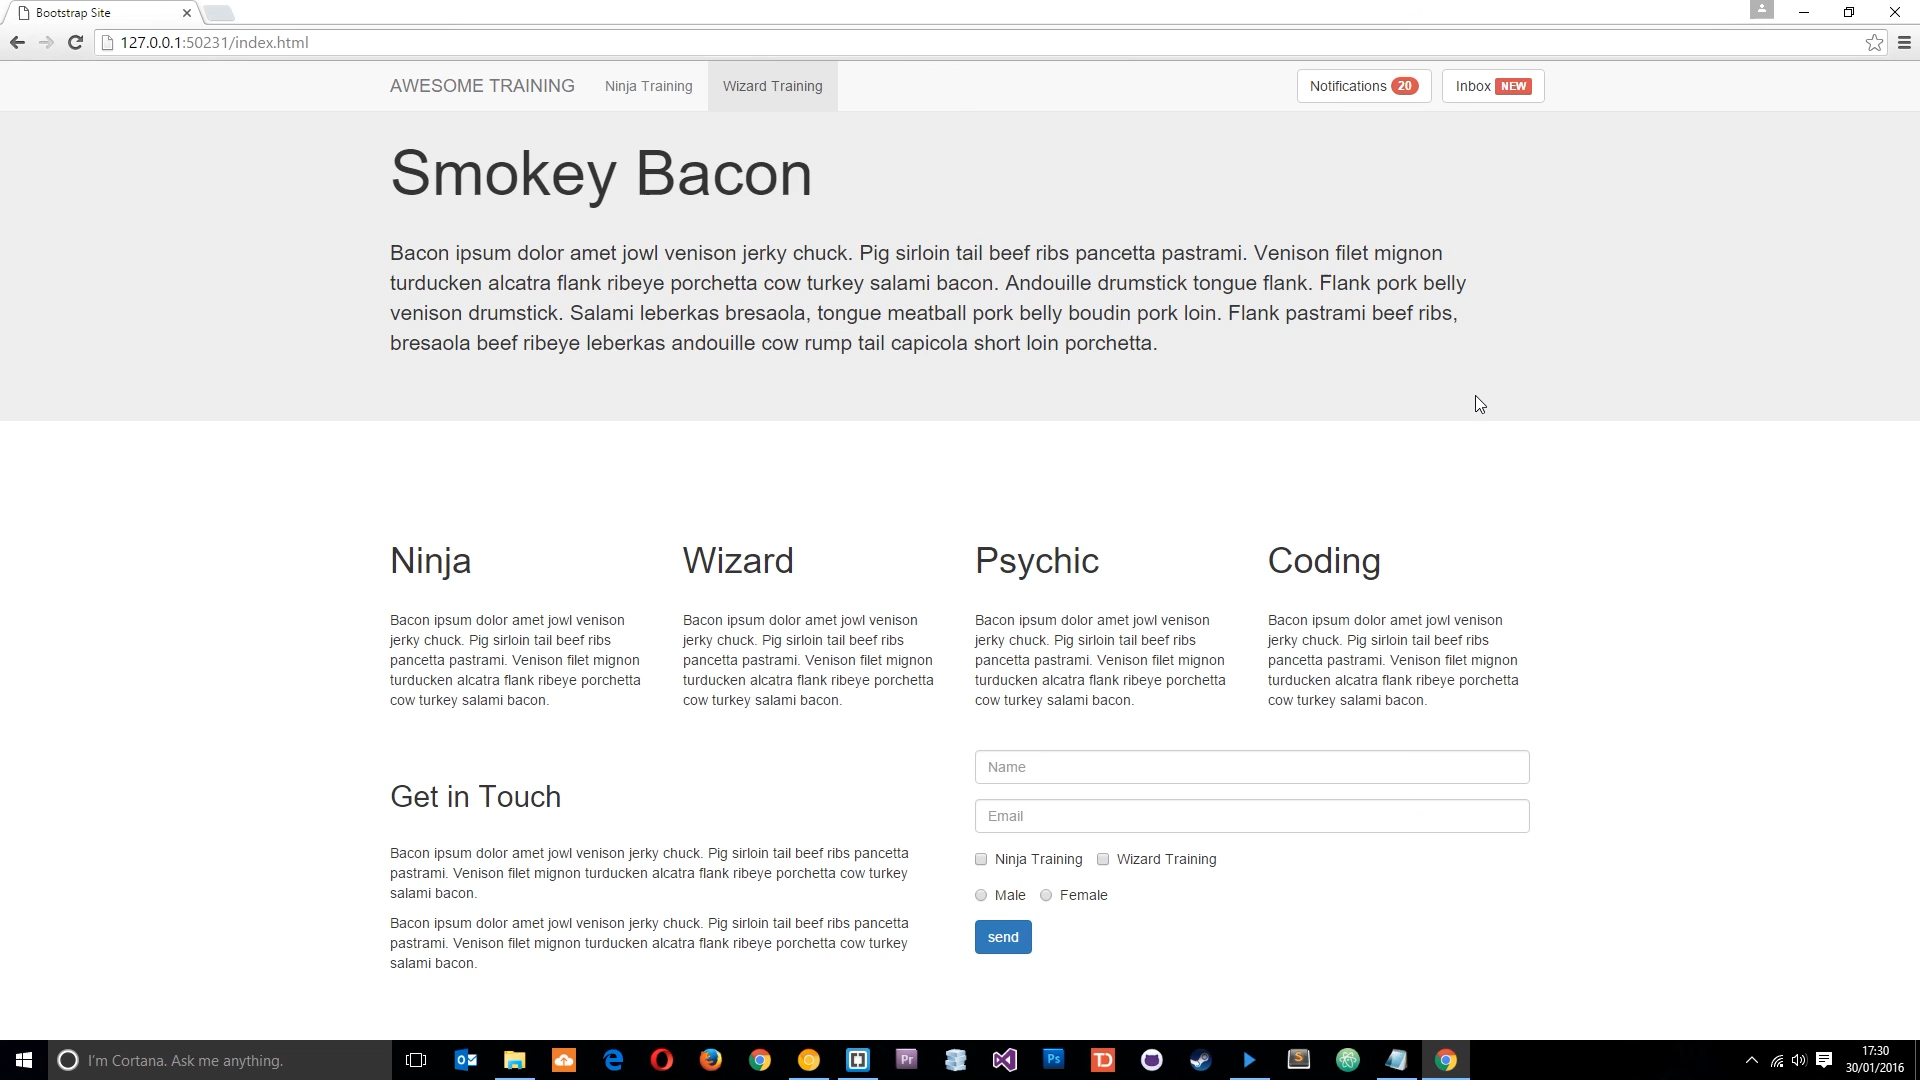 Bootstrap Site
127.0.0.1:50231/index.html
AWESOME TRAINING Ninja Training Wizard Training Notifications 20 Inbox NEW
Smokey Bacon
Bacon ipsum dolor amet jowl venison jerky chuck. Pig sirloin tail beef ribs pancetta pastrami. Venison filet mignon
turducken alcatra flank ribeye porchetta cow turkey salami bacon. Andouille drumstick tongue flank. Flank pork belly
venison drumstick. Salami leberkas bresaola, tongue meatball pork belly boudin pork loin. Flank pastrami beef ribs,
bresaola beef ribeye leberkas andouille cow rump tail capicola short loin porchetta.
Ninja
Bacon ipsum dolor amet jowl venison
jerky chuck. Pig sirloin tail beef ribs
pancetta pastrami. Venison filet mignon
turducken alcatra flank ribeye porchetta
cow turkey salami bacon.
Wizard
Bacon ipsum dolor amet jowl venison
jerky chuck. Pig sirloin tail beef ribs
pancetta pastrami. Venison filet mignon
turducken alcatra flank ribeye porchetta
cow turkey salami bacon.
Psychic
Bacon ipsum dolor amet jowl venison
jerky chuck. Pig sirloin tail beef ribs
pancetta pastrami. Venison filet mignon
turducken alcatra flank ribeye porchetta
cow turkey salami bacon.
Coding
Bacon ipsum dolor amet jowl venison
jerky chuck. Pig sirloin tail beef ribs
pancetta pastrami. Venison filet mignon
turducken alcatra flank ribeye porchetta
cow turkey salami bacon.
Get in Touch
Bacon ipsum dolor amet jowl venison jerky chuck. Pig sirloin tail beef ribs pancetta
pastrami. Venison filet mignon turducken alcatra flank ribeye porchetta cow turkey
salami bacon.
Bacon ipsum dolor amet jowl venison jerky chuck. Pig sirloin tail beef ribs pancetta
pastrami. Venison filet mignon turducken alcatra flank ribeye porchetta cow turkey
salami bacon.
Name
Email
Ninja Training Wizard Training
Male Female
send
I'm Cortana. Ask me anything.
Pr
Ps
17:30
30/01/2016